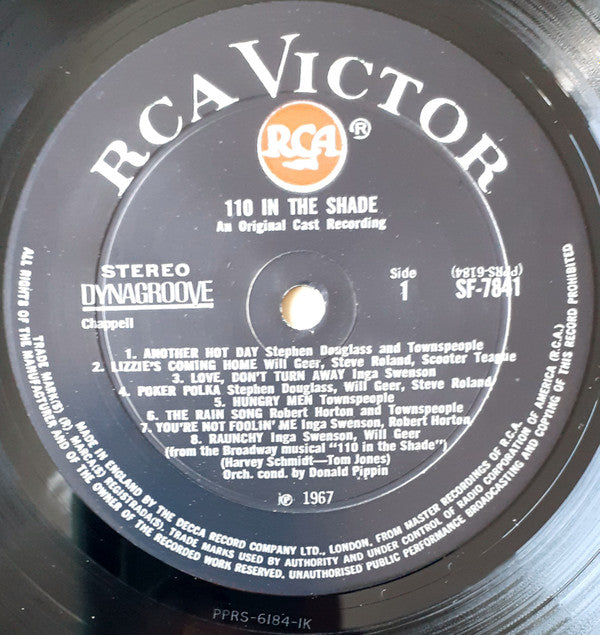 RCA VICTOR
RCA ®
110 IN THE SHADE
An Original Cast Recording
STEREO
DYNAGROOVE
Chappell
Side
1
(PPRS-6184)
SF-7841
1. ANOTHER HOT DAY Stephen Douglass and Townspeople
2. LIZZIE'S COMING HOME Will Geer, Steve Roland, Scooter Teague
3. LOVE, DON'T TURN AWAY Inga Swenson
4. POKER POLKA Stephen Douglass, Will Geer, Steve Roland
5. HUNGRY MEN Townspeople
6. THE RAIN SONG Robert Horton and Townspeople
7. YOU'RE NOT FOOLIN' ME Inga Swenson, Robert Horton
8. RAUNCHY Inga Swenson, Will Geer
(from the Broadway musical "110 in the Shade")
(Harvey Schmidt—Tom Jones)
Orch. cond. by Donald Pippin
℗ 1967
MADE IN ENGLAND BY THE DECCA RECORD COMPANY LTD., LONDON, FROM MASTER RECORDINGS OF R.C.A.
TRADE MARK(S) (R) MARCA(S) REGISTRADA(S). TRADE MARKS USED BY AUTHORITY AND UNDER CONTROL OF RADIO CORPORATION OF AMERICA (R.C.A.)
ALL RIGHTS OF THE MANUFACTURER AND OF THE OWNER OF THE RECORDED WORK RESERVED. UNAUTHORISED PUBLIC PERFORMANCE BROADCASTING AND COPYING OF THIS RECORD PROHIBITED
PPRS-6184-1K